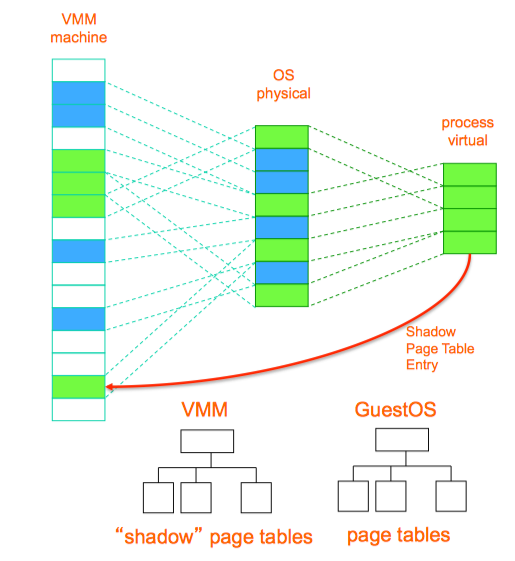 VMM
machine
OS
physical
process
virtual
Shadow
Page Table
Entry
VMM
GuestOS
“shadow” page tables
page tables